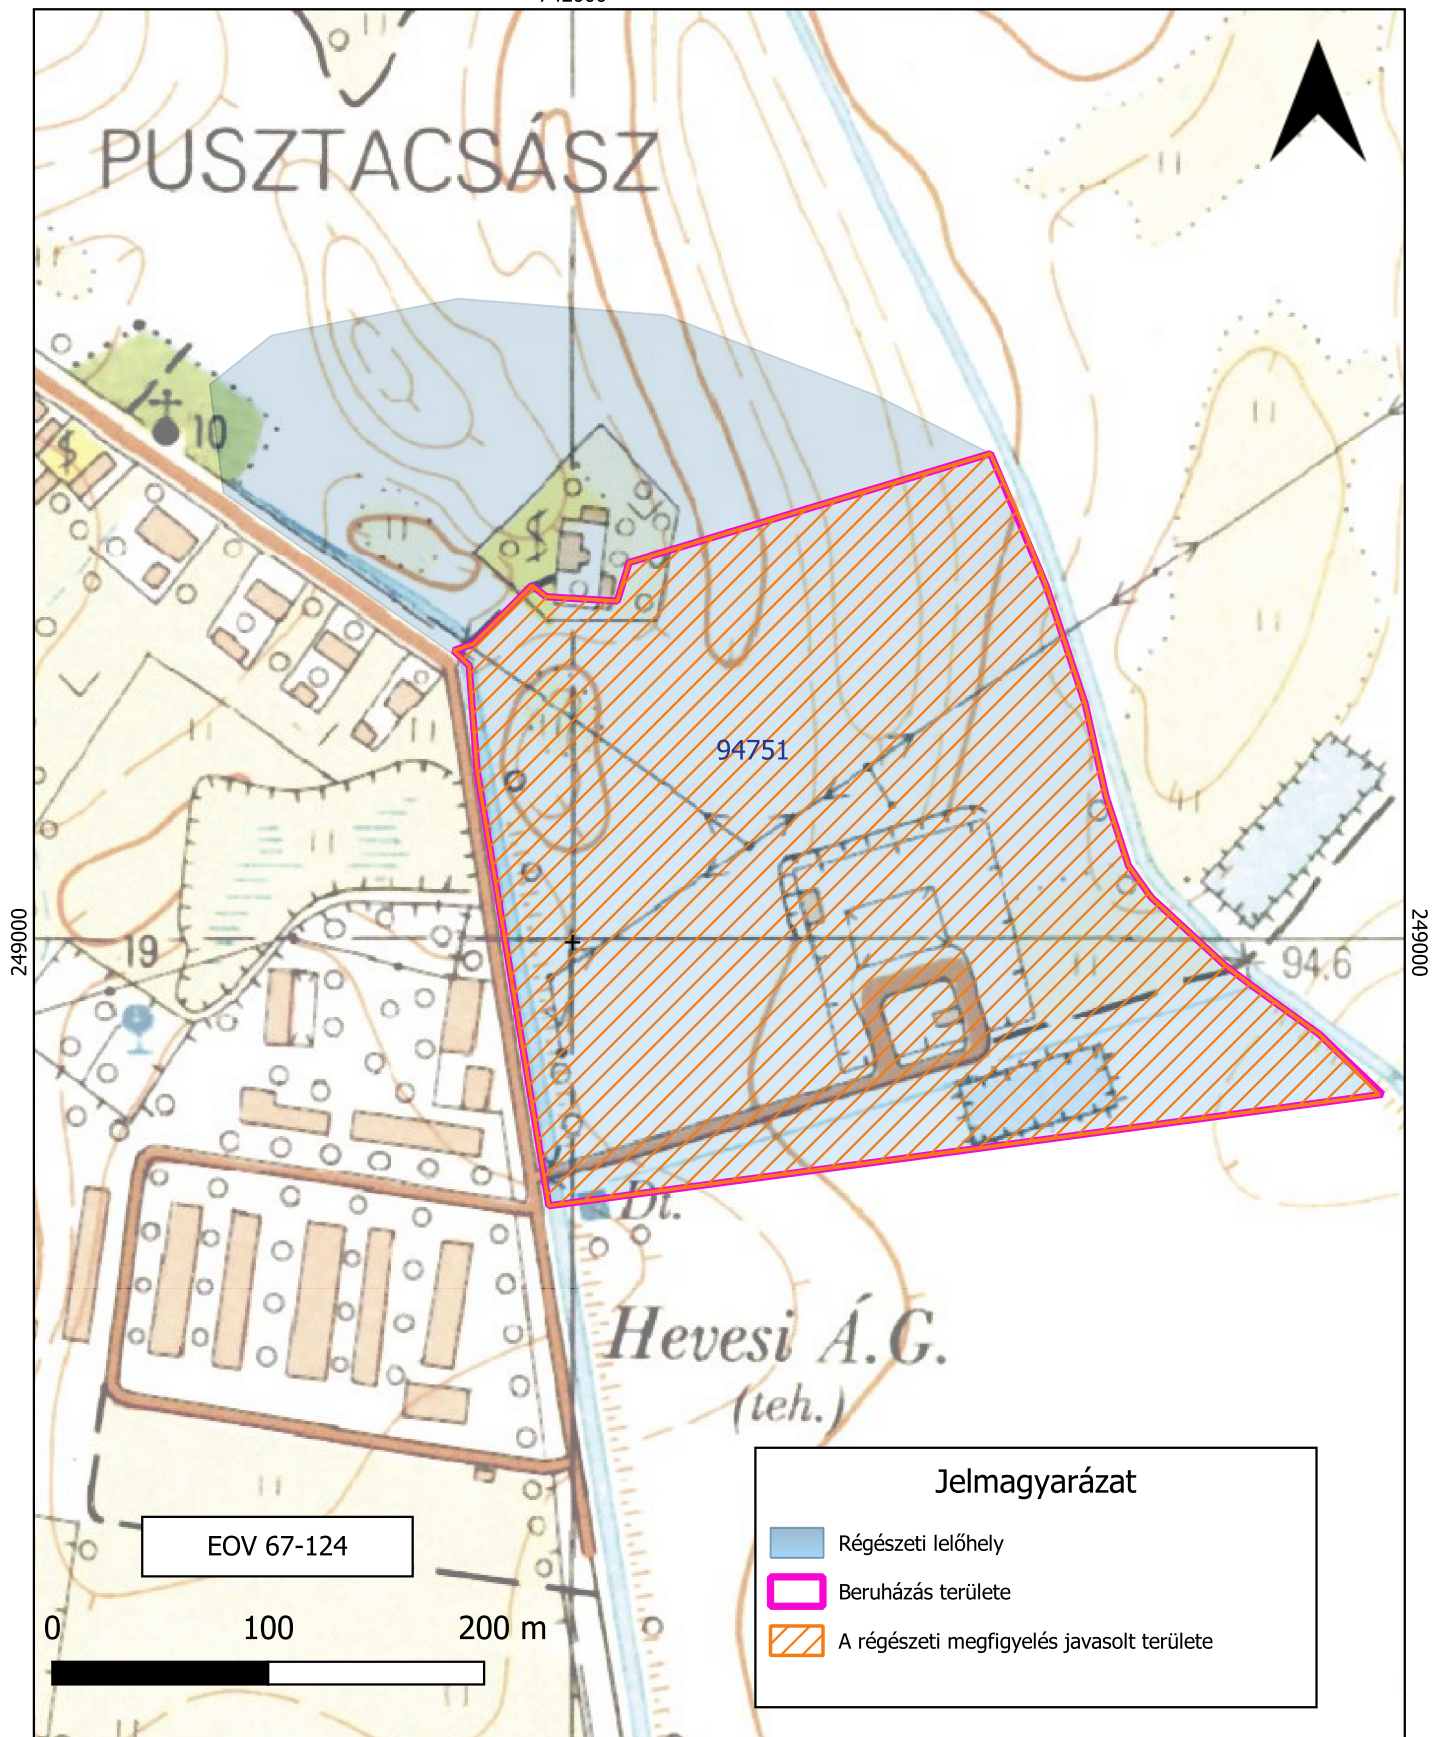 PUSZTACSÁSZ
10
94751
249000
249000
19
94,6
Dt.
Hevesi Á.G.
(teh.)
Jelmagyarázat
Régészeti lelőhely
Beruházás területe
A régészeti megfigyelés javasolt területe
EOV 67-124
0 100 200 m